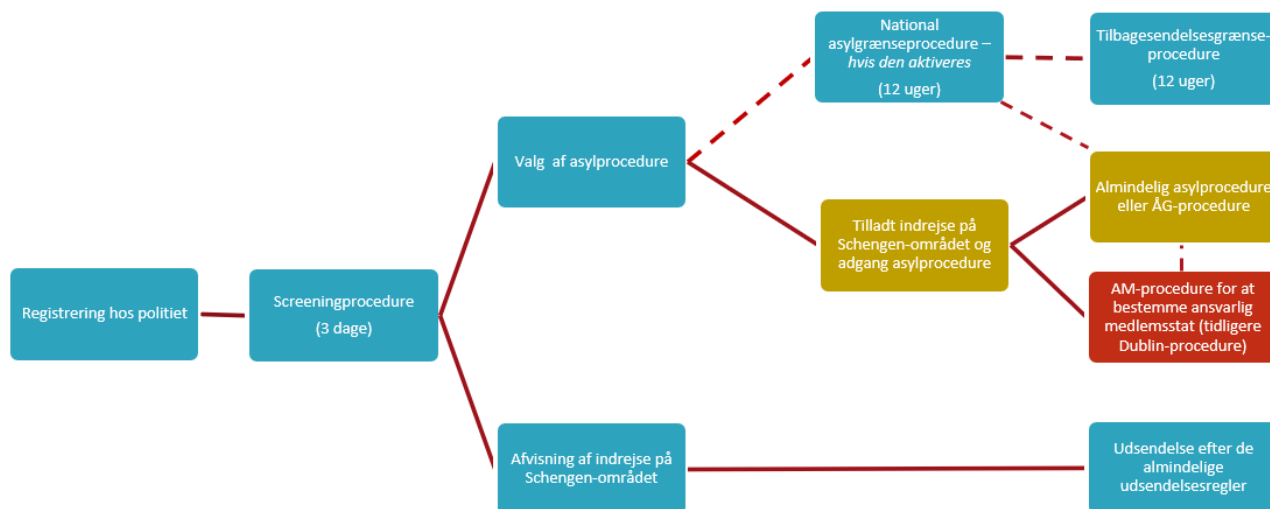 Registrering hos politiet
Screeningprocedure
(3 dage)
Valg af asylprocedure
Afvisning af indrejse på
Schengen-området
National
asylgrænseprocedure –
hvis den aktiveres
(12 uger)
Tilladt indrejse på
Schengen-området og
adgang asylprocedure
Tilbagesendelsesgrænse-
procedure
(12 uger)
Almindelig asylprocedure
eller ÅG-procedure
AM-procedure for at
bestemme ansvarlig
medlemsstat (tidligere
Dublin-procedure)
Udsendelse efter de
almindelige
udsendelsesregler